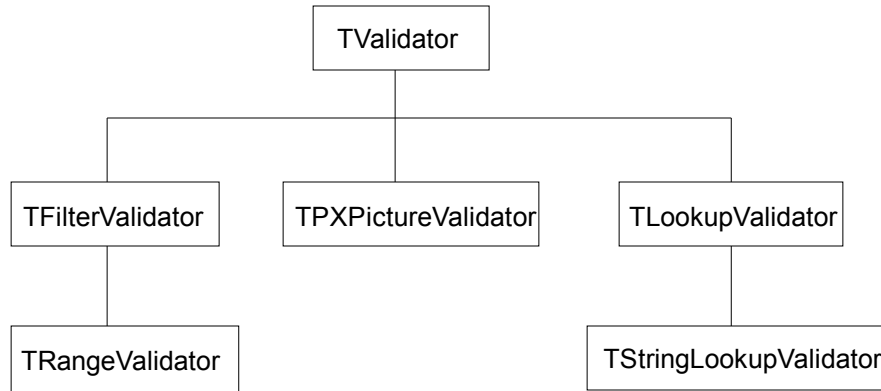 TValidator
TFilterValidator
TPXPictureValidator
TLookupValidator
TRangeValidator
TStringLookupValidator